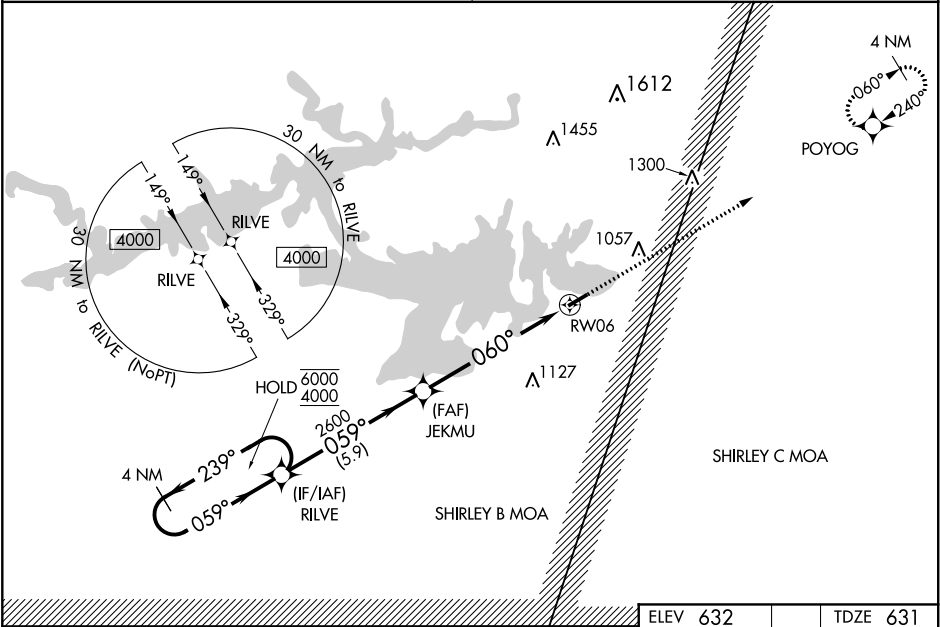 4 NM
060°
240°
POYOG
1612
1455
1300
1057
30 NM to RILVE
149°
149°
4000
RILVE
RILVE
4000
329°
329°
30 NM to RILVE (NoPT)
RW06
060°
1127
HOLD 6000
4000
2600
059°
(5.9)
(FAF)
JEKMU
4 NM
239°
059°
(IF/IAF)
RILVE
SHIRLEY B MOA
SHIRLEY C MOA
ELEV 632
TDZE 631